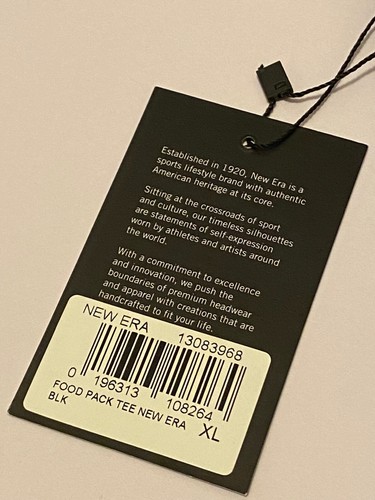 Established in 1920, New Era is a
sports lifestyle brand with authentic
American heritage at its core.
Sitting at the crossroads of sport
and culture, our timeless silhouettes
are statements of self-expression
worn by athletes and artists around
the world.
With a commitment to excellence
and innovation, we push the
boundaries of premium headwear
and apparel with creations that are
handcrafted to fit your life.
NEW ERA 13083968
0 196313 108264
FOOD PACK TEE NEW ERA
BLK XL